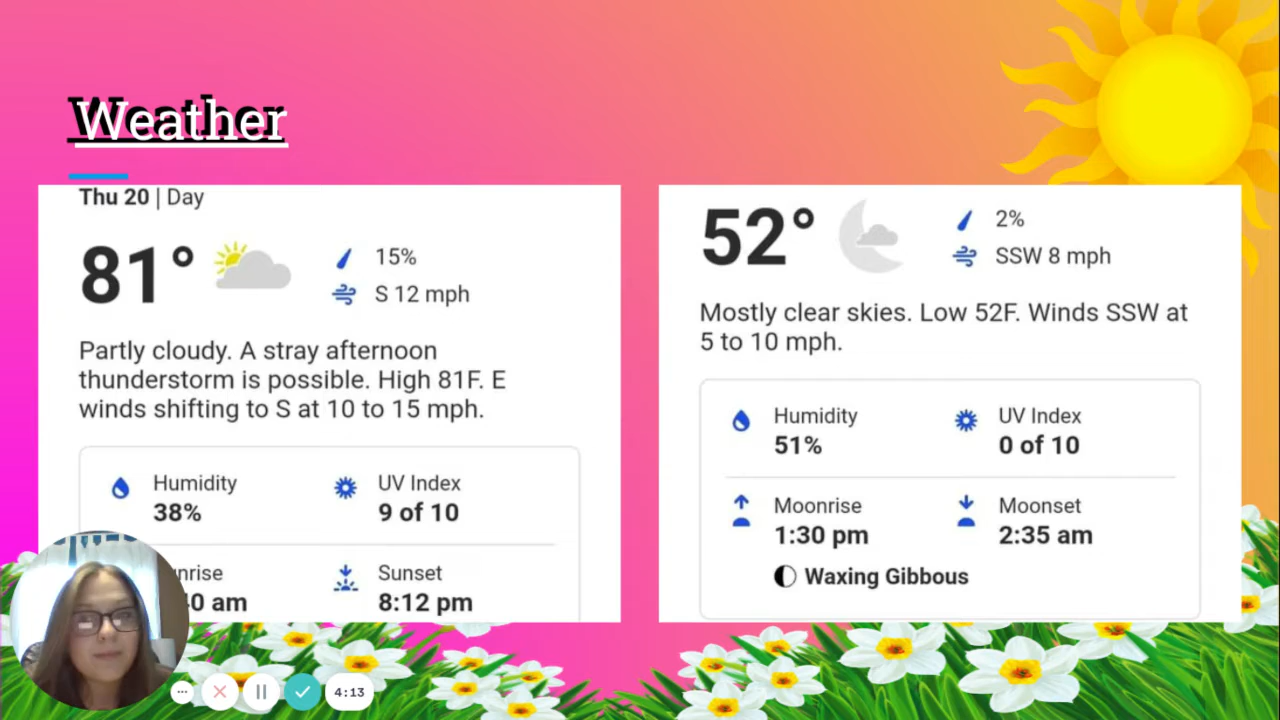 Weather
Thu 20 | Day
81°
15%
S 12 mph
Partly cloudy. A stray afternoon
thunderstorm is possible. High 81F. E
winds shifting to S at 10 to 15 mph.
Humidity
38%
UV Index
9 of 10
nrise
0 am
Sunset
8:12 pm
52°
2%
SSW 8 mph
Mostly clear skies. Low 52F. Winds SSW at
5 to 10 mph.
Humidity
51%
UV Index
0 of 10
Moonrise
1:30 pm
Moonset
2:35 am
Waxing Gibbous
4:13